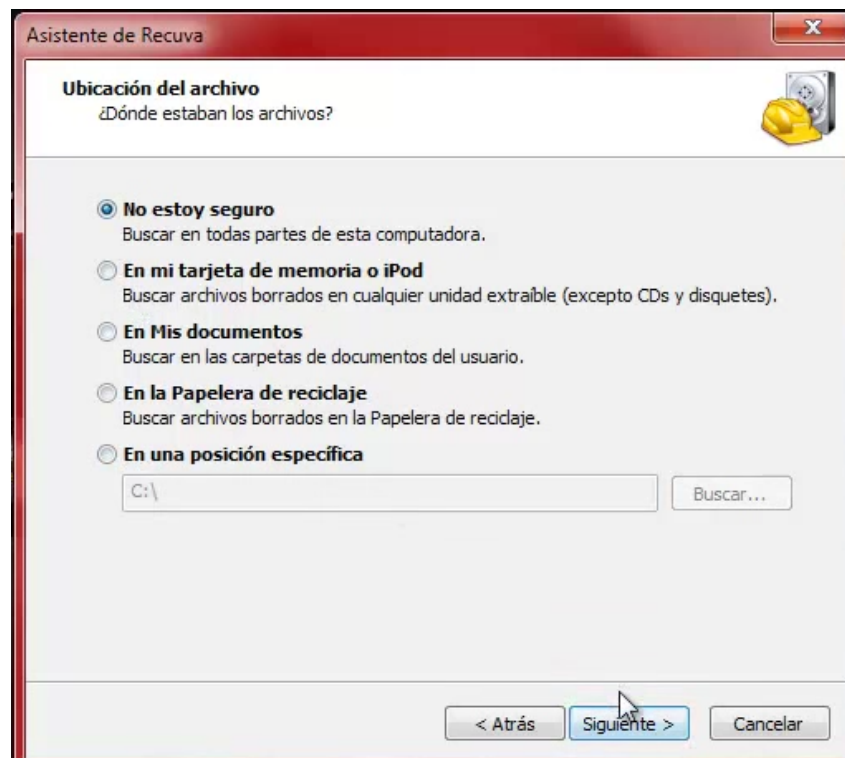 Asistente de Recuva
Ubicación del archivo
¿Dónde estaban los archivos?
No estoy seguro
Buscar en todas partes de esta computadora.
En mi tarjeta de memoria o iPod
Buscar archivos borrados en cualquier unidad extraíble (excepto CDs y disquetes).
En Mis documentos
Buscar en las carpetas de documentos del usuario.
En la Papelera de reciclaje
Buscar archivos borrados en la Papelera de reciclaje.
En una posición específica
C:\
Buscar...
< Atrás
Siguiente >
Cancelar